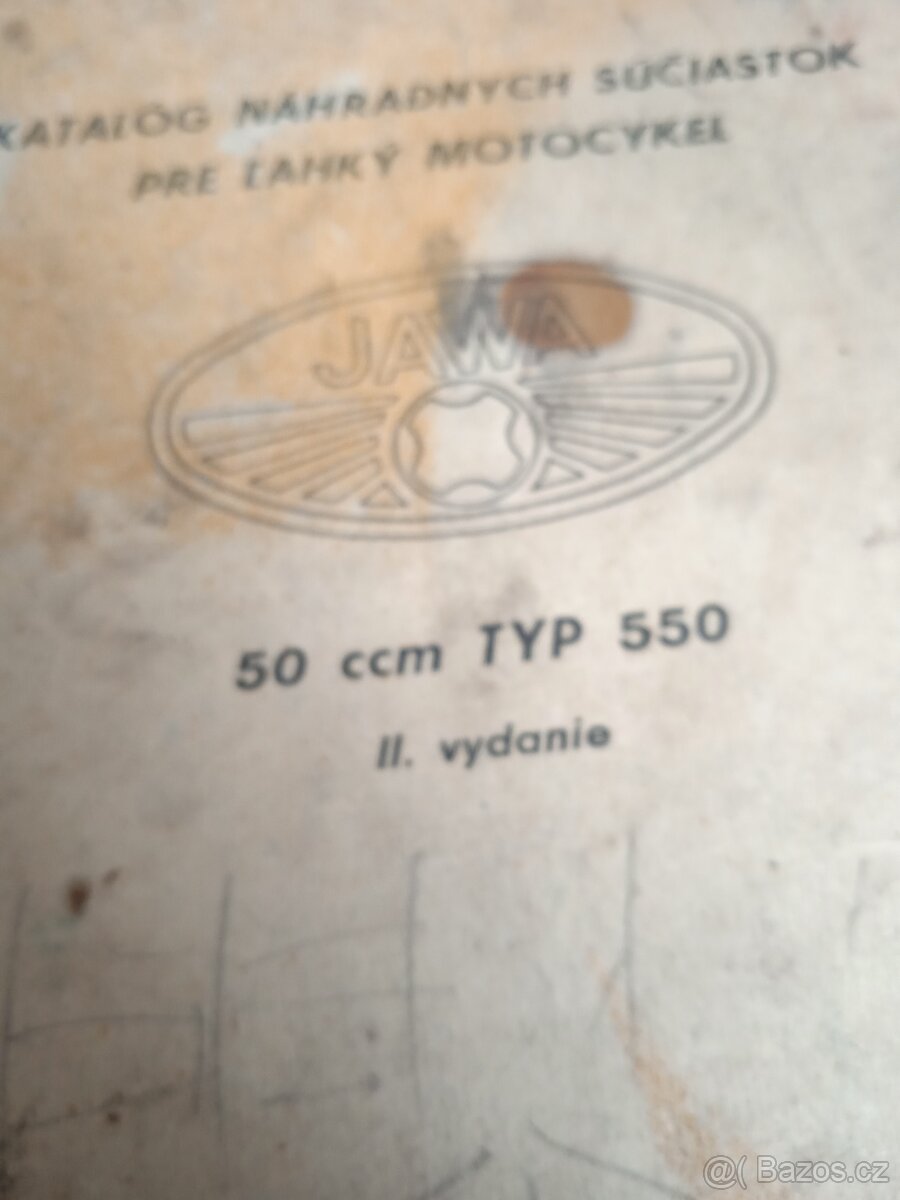 KATALÓG NÁHRADNÝCH SÚČIASTOK
PRE ĽAHKÝ MOTOCYKEL
JAWA
50 ccm TYP 550
II. vydanie
@( Bazos.cz